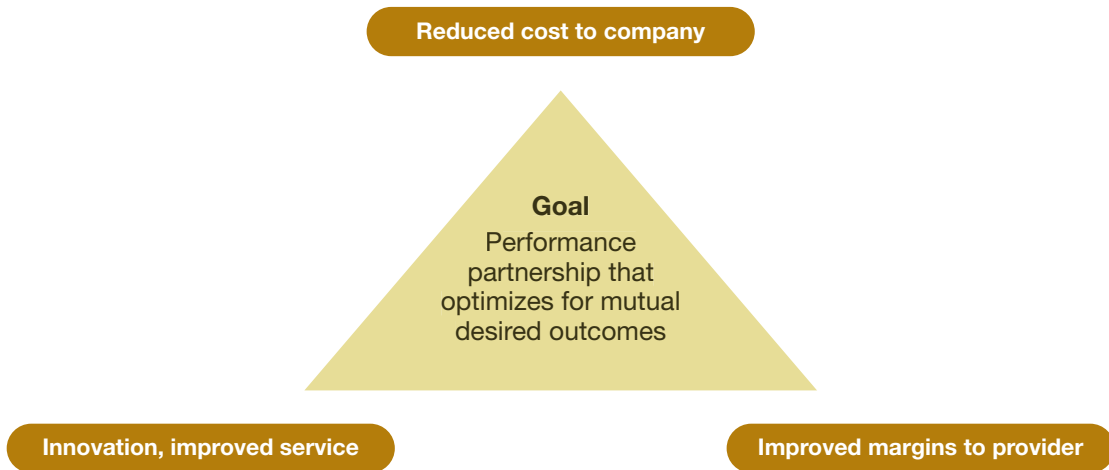 Reduced cost to company
Goal
Performance
partnership that
optimizes for mutual
desired outcomes
Innovation, improved service
Improved margins to provider